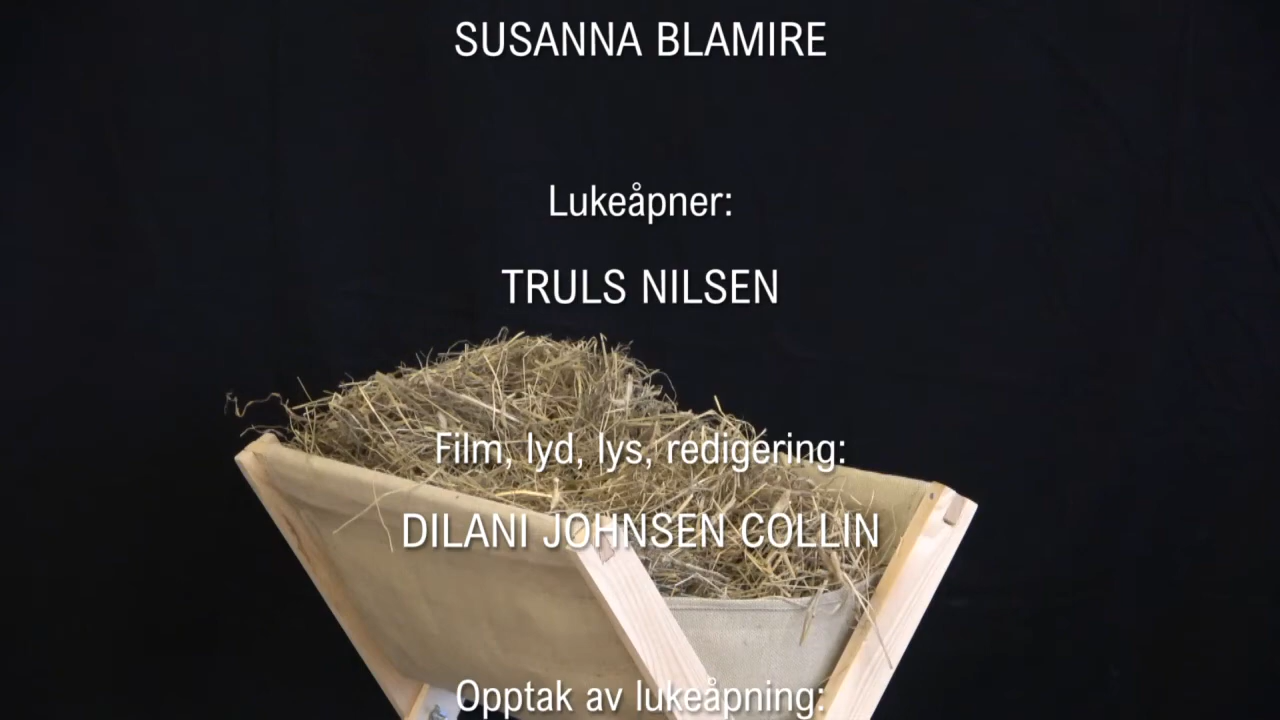 SUSANNA BLAMIRE
Lukeåpner:
TRULS NILSEN
Film, lyd, lys, redigering:
DILANI JOHNSEN COLLIN
Opptak av lukeåpning: